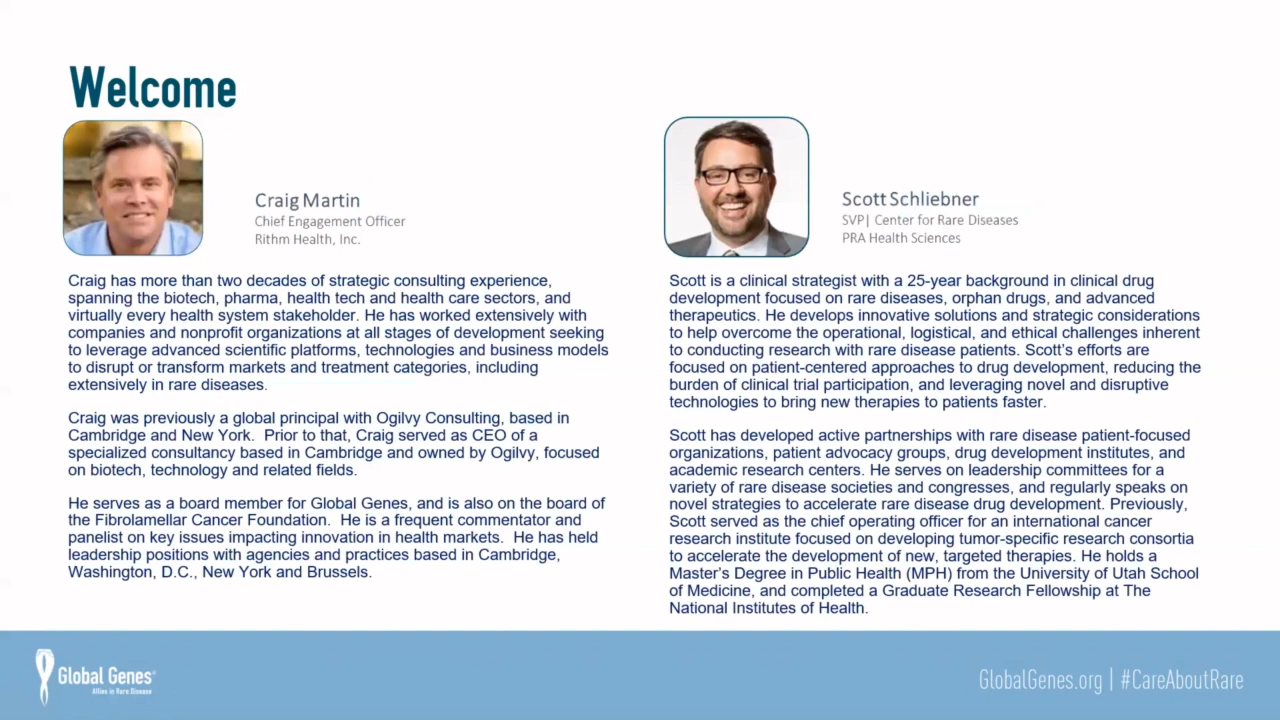 Welcome
Craig Martin
Chief Engagement Officer
Rithm Health, Inc.
Craig has more than two decades of strategic consulting experience,
spanning the biotech, pharma, health tech and health care sectors, and
virtually every health system stakeholder. He has worked extensively with
companies and nonprofit organizations at all stages of development seeking
to leverage advanced scientific platforms, technologies and business models
to disrupt or transform markets and treatment categories, including
extensively in rare diseases.
Craig was previously a global principal with Ogilvy Consulting, based in
Cambridge and New York. Prior to that, Craig served as CEO of a
specialized consultancy based in Cambridge and owned by Ogilvy, focused
on biotech, technology and related fields.
He serves as a board member for Global Genes, and is also on the board of
the Fibrolamellar Cancer Foundation. He is a frequent commentator and
panelist on key issues impacting innovation in health markets. He has held
leadership positions with agencies and practices based in Cambridge,
Washington, D.C., New York and Brussels.
Scott Schliebner
SVP| Center for Rare Diseases
PRA Health Sciences
Scott is a clinical strategist with a 25-year background in clinical drug
development focused on rare diseases, orphan drugs, and advanced
therapeutics. He develops innovative solutions and strategic considerations
to help overcome the operational, logistical, and ethical challenges inherent
to conducting research with rare disease patients. Scott's efforts are
focused on patient-centered approaches to drug development, reducing the
burden of clinical trial participation, and leveraging novel and disruptive
technologies to bring new therapies to patients faster.
Scott has developed active partnerships with rare disease patient-focused
organizations, patient advocacy groups, drug development institutes, and
academic research centers. He serves on leadership committees for a
variety of rare disease societies and congresses, and regularly speaks on
novel strategies to accelerate rare disease drug development. Previously,
Scott served as the chief operating officer for an international cancer
research institute focused on developing tumor-specific research consortia
to accelerate the development of new, targeted therapies. He holds a
Master's Degree in Public Health (MPH) from the University of Utah School
of Medicine, and completed a Graduate Research Fellowship at The
National Institutes of Health.
Global Genes®
Allies in Rare Disease
GlobalGenes.org | #CareAboutRare